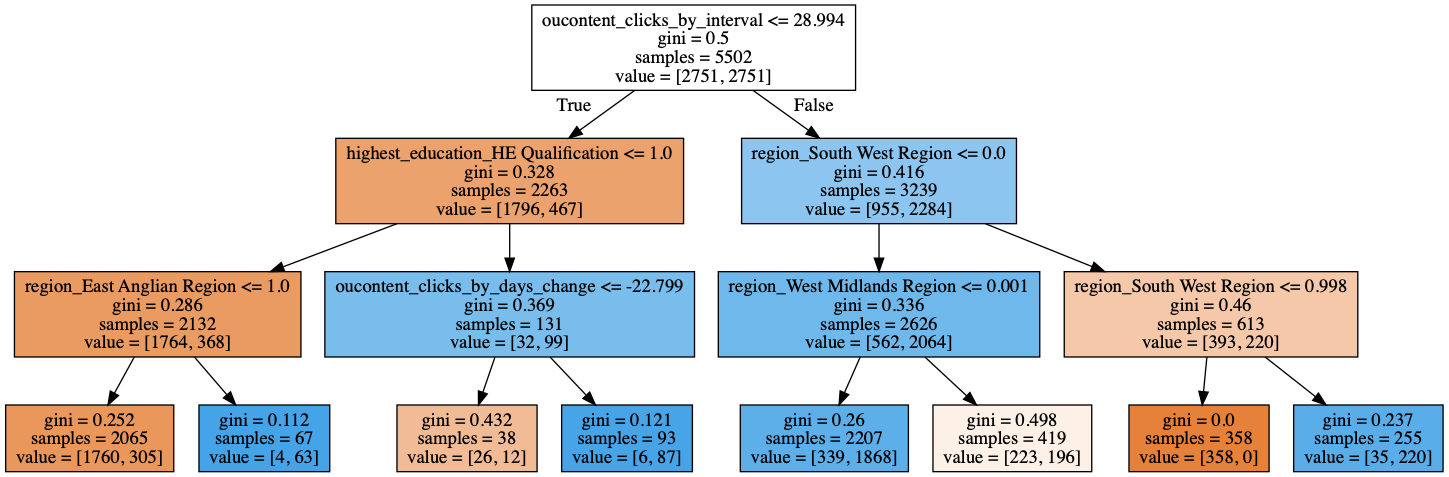 oucontent_clicks_by_interval <= 28.994
gini = 0.5
samples = 5502
value = [2751, 2751]
True
False
highest_education_HE Qualification <= 1.0
gini = 0.328
samples = 2263
value = [1796, 467]
region_South West Region <= 0.0
gini = 0.416
samples = 3239
value = [955, 2284]
region_East Anglian Region <= 1.0
gini = 0.286
samples = 2132
value = [1764, 368]
oucontent_clicks_by_days_change <= -22.799
gini = 0.369
samples = 131
value = [32, 99]
region_West Midlands Region <= 0.001
gini = 0.336
samples = 2626
value = [562, 2064]
region_South West Region <= 0.998
gini = 0.46
samples = 613
value = [393, 220]
gini = 0.252
samples = 2065
value = [1760, 305]
gini = 0.112
samples = 67
value = [4, 63]
gini = 0.432
samples = 38
value = [26, 12]
gini = 0.121
samples = 93
value = [6, 87]
gini = 0.26
samples = 2207
value = [339, 1868]
gini = 0.498
samples = 419
value = [223, 196]
gini = 0.0
samples = 358
value = [358, 0]
gini = 0.237
samples = 255
value = [35, 220]